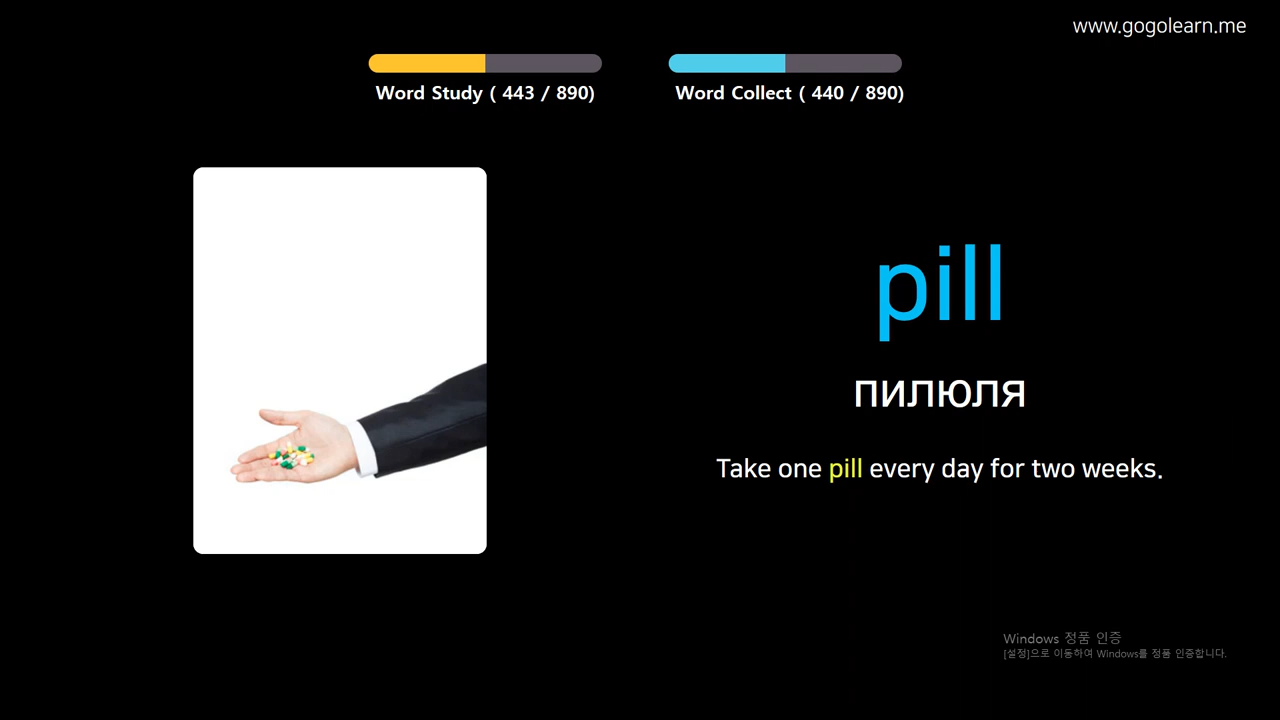 www.gogolearn.me
Word Study ( 443 / 890)
Word Collect ( 440 / 890)
pill
пилюля
Take one pill every day for two weeks.
Windows 정품 인증
[설정]으로 이동하여 Windows를 정품 인증합니다.